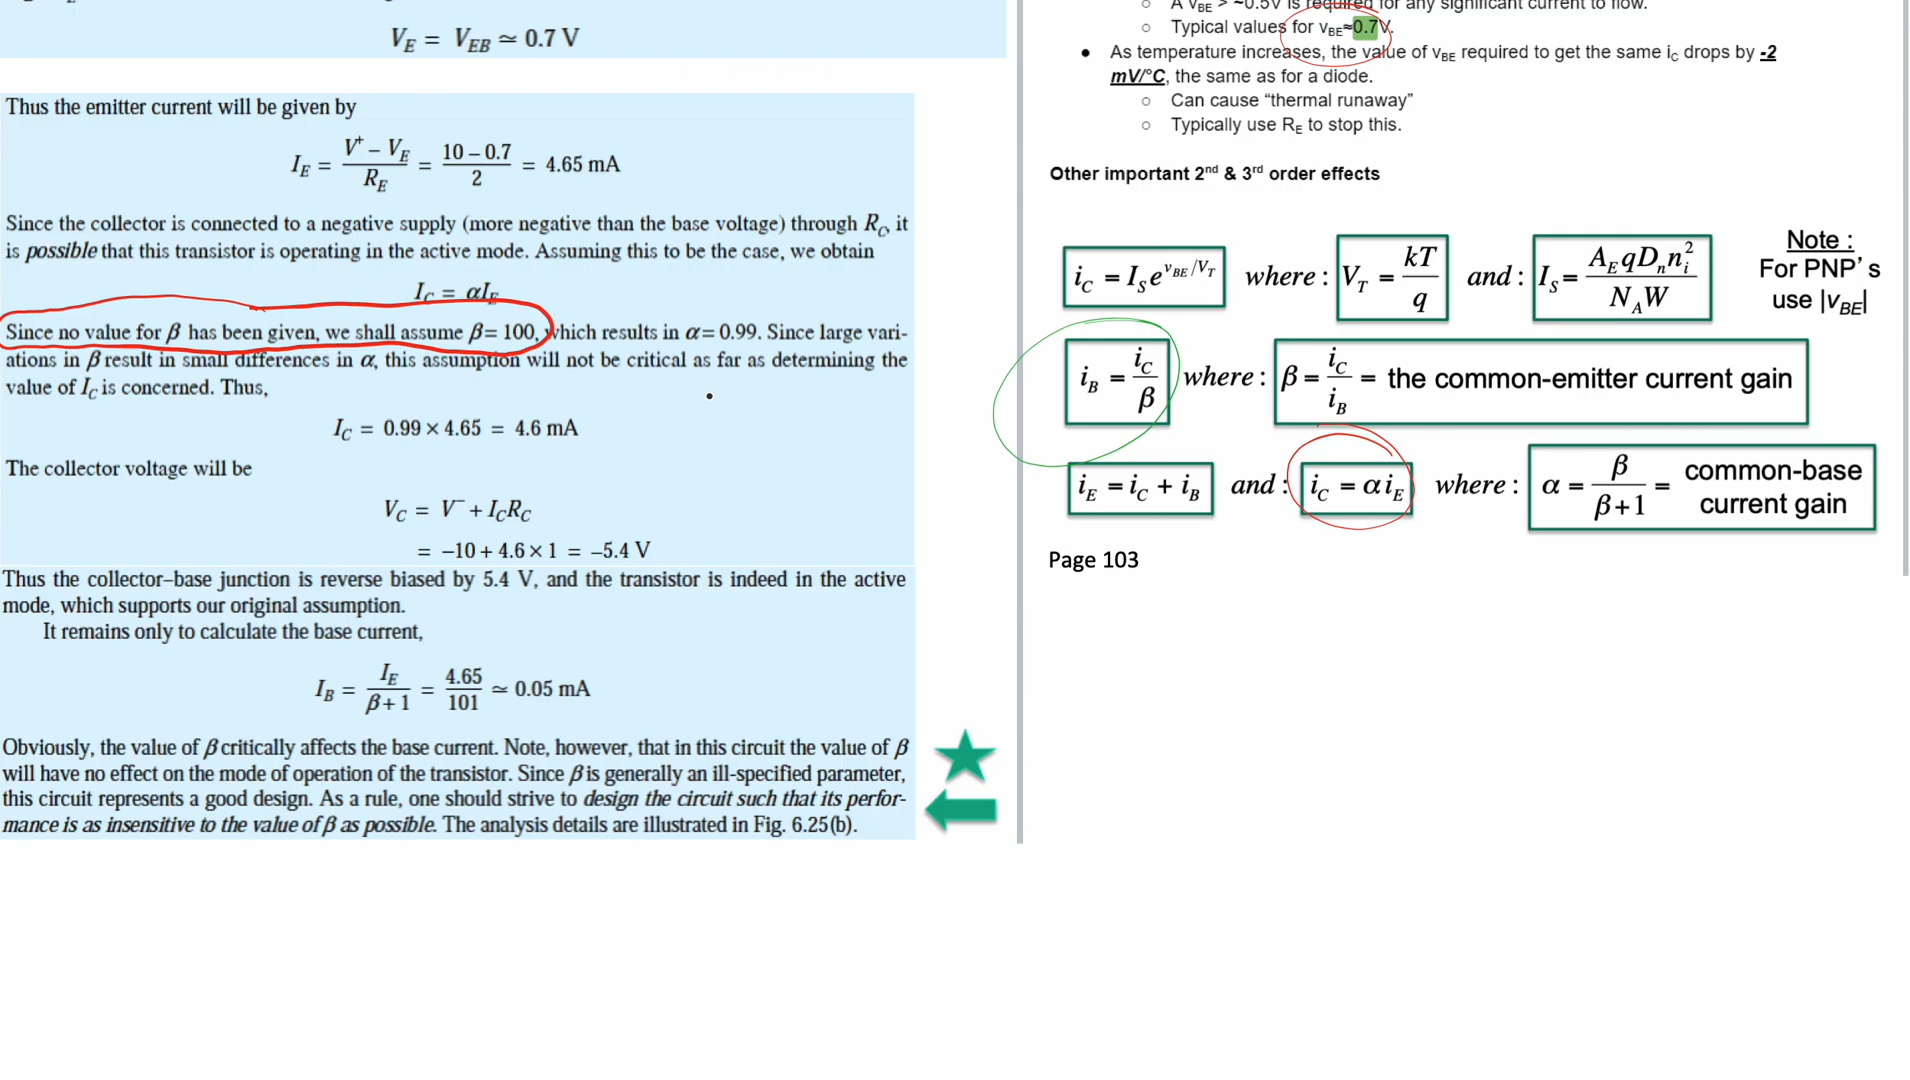 V_E = V_EB ≃ 0.7 V
Thus the emitter current will be given by
I_E = (V⁺ – V_E)/R_E = (10 – 0.7)/2 = 4.65 mA
Since the collector is connected to a negative supply (more negative than the base voltage) through R_C, it
is possible that this transistor is operating in the active mode. Assuming this to be the case, we obtain
I_C = αI_E
Since no value for β has been given, we shall assume β = 100, which results in α = 0.99. Since large vari-
ations in β result in small differences in α, this assumption will not be critical as far as determining the
value of I_C is concerned. Thus,
I_C = 0.99 × 4.65 = 4.6 mA
The collector voltage will be
V_C = V⁻ + I_C R_C
= –10 + 4.6 × 1 = –5.4 V
Thus the collector–base junction is reverse biased by 5.4 V, and the transistor is indeed in the active
mode, which supports our original assumption.
It remains only to calculate the base current,
I_B = I_E/(β + 1) = 4.65/101 ≃ 0.05 mA
Obviously, the value of β critically affects the base current. Note, however, that in this circuit the value of β
will have no effect on the mode of operation of the transistor. Since β is generally an ill-specified parameter,
this circuit represents a good design. As a rule, one should strive to design the circuit such that its perfor-
mance is as insensitive to the value of β as possible. The analysis details are illustrated in Fig. 6.25(b).
○ A v_BE > ~0.5V is required for any significant current to flow.
○ Typical values for v_BE≈0.7V.
● As temperature increases, the value of v_BE required to get the same i_C drops by -2
mV/°C, the same as for a diode.
○ Can cause “thermal runaway”
○ Typically use R_E to stop this.
Other important 2nd & 3rd order effects
i_C = I_S e^(v_BE/V_T) where : V_T = kT/q and : I_S = A_E q D_n n_i²/(N_A W)
Note :
For PNP’s
use |v_BE|
i_B = i_C/β where : β = i_C/i_B = the common-emitter current gain
i_E = i_C + i_B and : i_C = α i_E where : α = β/(β+1) = common-base
current gain
Page 103